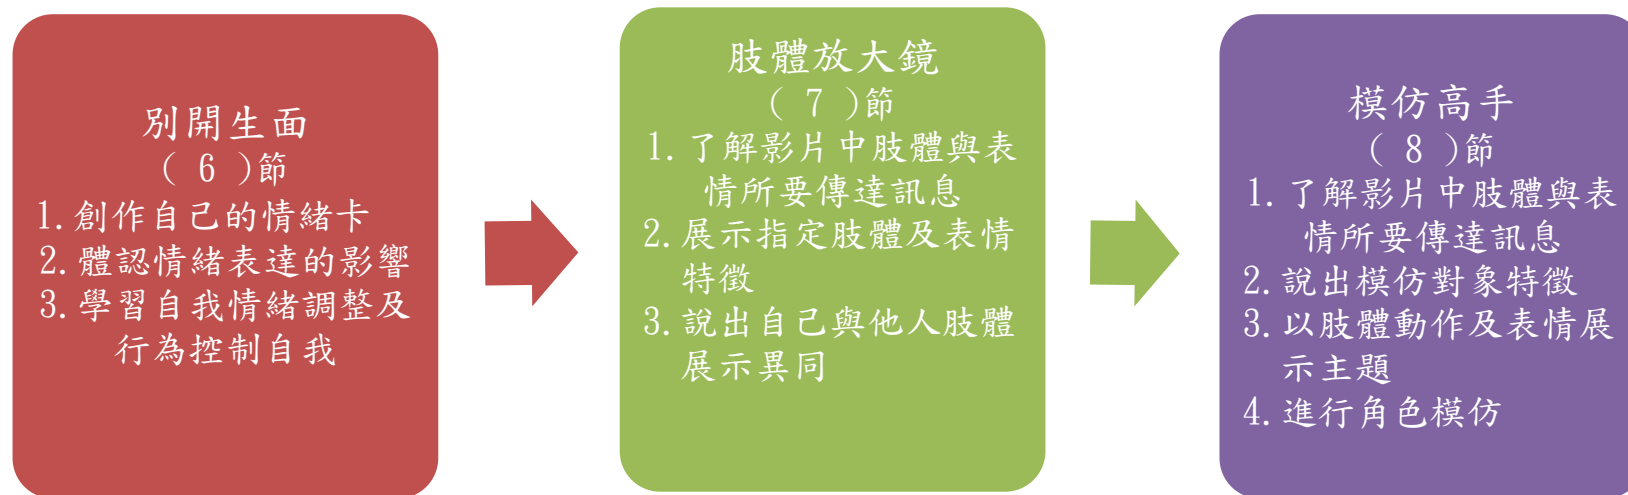 別開生面
( 6 )節
1.創作自己的情緒卡
2.體認情緒表達的影響
3.學習自我情緒調整及
行為控制自我
肢體放大鏡
( 7 )節
1.了解影片中肢體與表
情所要傳達訊息
2.展示指定肢體及表情
特徵
3.說出自己與他人肢體
展示異同
模仿高手
( 8 )節
1.了解影片中肢體與表
情所要傳達訊息
2.說出模仿對象特徵
3.以肢體動作及表情展
示主題
4.進行角色模仿